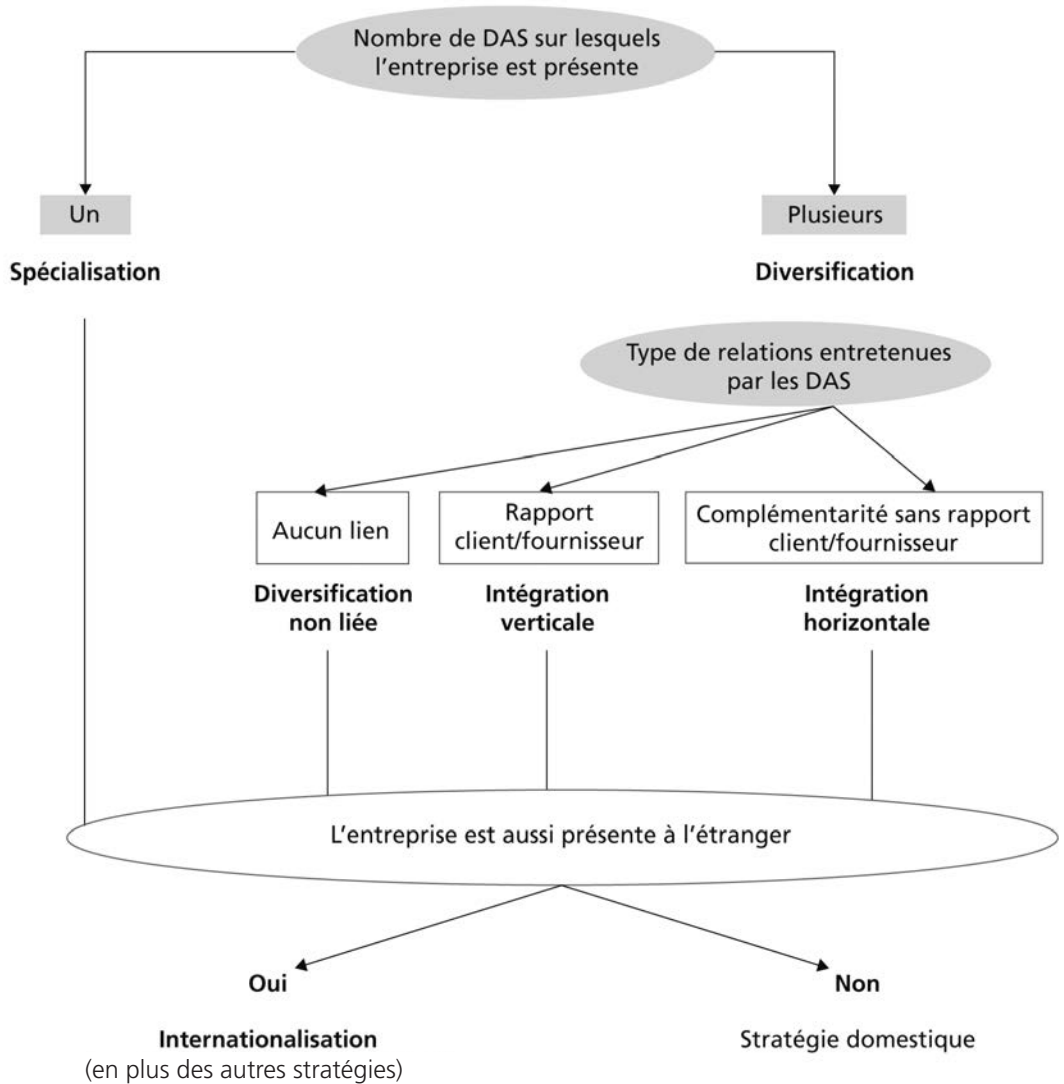 Nombre de DAS sur lesquels
l'entreprise est présente
Un
Plusieurs
Spécialisation
Diversification
Type de relations entretenues
par les DAS
Aucun lien
Rapport
client/fournisseur
Complémentarité sans rapport
client/fournisseur
Diversification
non liée
Intégration
verticale
Intégration
horizontale
L'entreprise est aussi présente à l'étranger
Oui
Non
Internationalisation
(en plus des autres stratégies)
Stratégie domestique